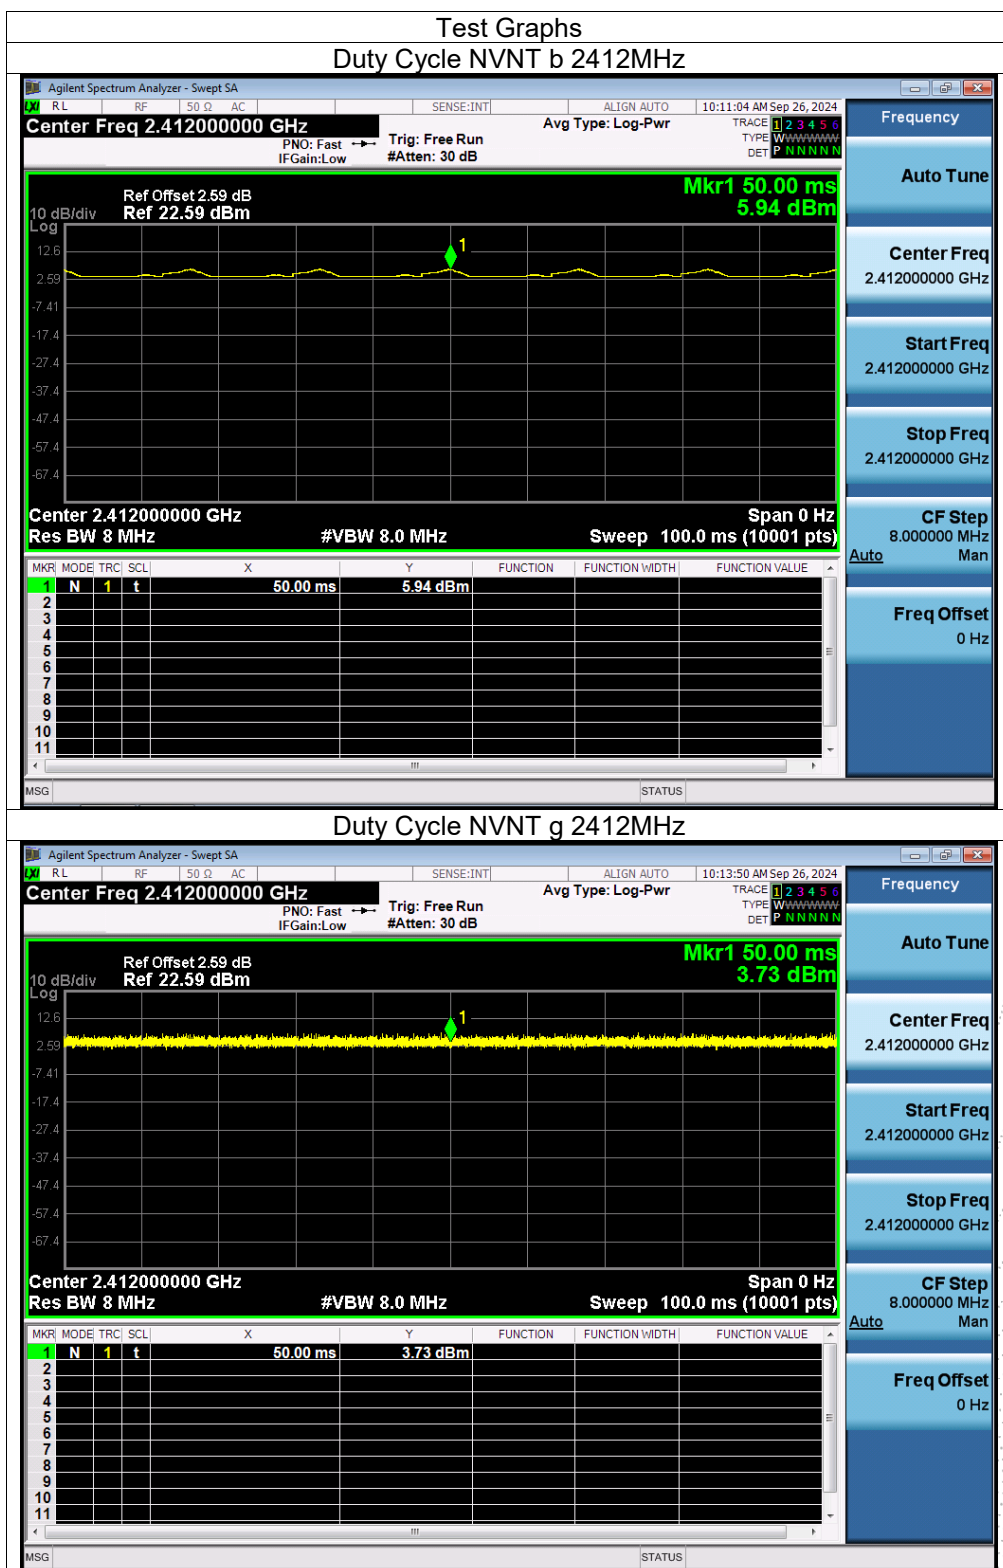 Test Graphs
Duty Cycle NVNT b 2412MHz
Agilent Spectrum Analyzer - Swept SA
LXI RL RF 50 Ω AC SENSE:INT ALIGN AUTO 10:11:04 AM Sep 26, 2024
Center Freq 2.412000000 GHz Avg Type: Log-Pwr TRACE 1 2 3 4 5 6
PNO: Fast Trig: Free Run TYPE WWWWWW
IFGain:Low #Atten: 30 dB DET P N N N N N
Frequency
Auto Tune
Mkr1 50.00 ms
5.94 dBm
Ref Offset 2.59 dB
10 dB/div Ref 22.59 dBm
Log
12.6
2.59
-7.41
-17.4
-27.4
-37.4
-47.4
-57.4
-67.4
1
Center Freq
2.412000000 GHz
Start Freq
2.412000000 GHz
Stop Freq
2.412000000 GHz
Center 2.412000000 GHz Span 0 Hz
Res BW 8 MHz #VBW 8.0 MHz Sweep 100.0 ms (10001 pts)
CF Step
8.000000 MHz
Auto Man
MKR MODE TRC SCL X Y FUNCTION FUNCTION WIDTH FUNCTION VALUE
1 N 1 t 50.00 ms 5.94 dBm
2
3
4
5
6
7
8
9
10
11
Freq Offset
0 Hz
MSG STATUS
Duty Cycle NVNT g 2412MHz
Agilent Spectrum Analyzer - Swept SA
LXI RL RF 50 Ω AC SENSE:INT ALIGN AUTO 10:13:50 AM Sep 26, 2024
Center Freq 2.412000000 GHz Avg Type: Log-Pwr TRACE 1 2 3 4 5 6
PNO: Fast Trig: Free Run TYPE WWWWWW
IFGain:Low #Atten: 30 dB DET P N N N N N
Frequency
Auto Tune
Mkr1 50.00 ms
3.73 dBm
Ref Offset 2.59 dB
10 dB/div Ref 22.59 dBm
Log
12.6
2.59
-7.41
-17.4
-27.4
-37.4
-47.4
-57.4
-67.4
1
Center Freq
2.412000000 GHz
Start Freq
2.412000000 GHz
Stop Freq
2.412000000 GHz
Center 2.412000000 GHz Span 0 Hz
Res BW 8 MHz #VBW 8.0 MHz Sweep 100.0 ms (10001 pts)
CF Step
8.000000 MHz
Auto Man
MKR MODE TRC SCL X Y FUNCTION FUNCTION WIDTH FUNCTION VALUE
1 N 1 t 50.00 ms 3.73 dBm
2
3
4
5
6
7
8
9
10
11
Freq Offset
0 Hz
MSG STATUS